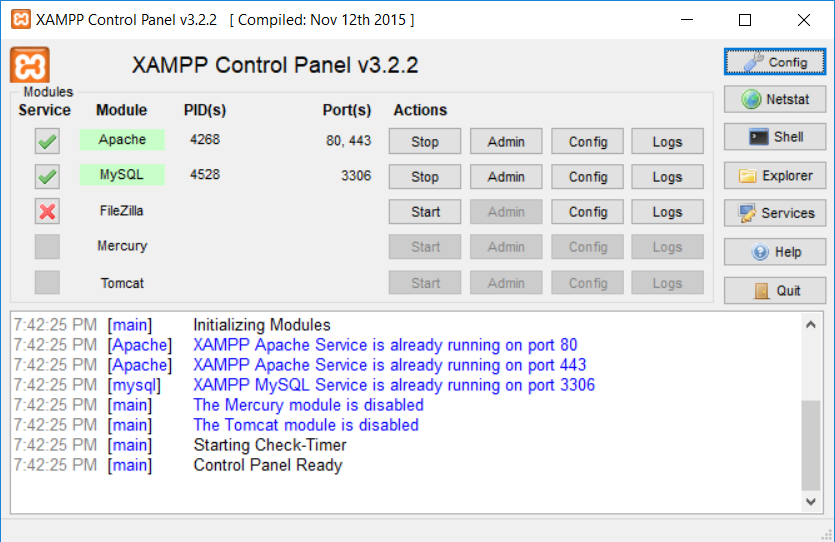 XAMPP Control Panel v3.2.2 [ Compiled: Nov 12th 2015 ]
XAMPP Control Panel v3.2.2
Config
Modules
Service Module PID(s) Port(s) Actions
Netstat
Apache 4268 80, 443 Stop Admin Config Logs
Shell
MySQL 4528 3306 Stop Admin Config Logs
Explorer
FileZilla Start Admin Config Logs
Services
Mercury Start Admin Config Logs
Help
Tomcat Start Admin Config Logs
Quit
7:42:25 PM [main] Initializing Modules
7:42:25 PM [Apache] XAMPP Apache Service is already running on port 80
7:42:25 PM [Apache] XAMPP Apache Service is already running on port 443
7:42:25 PM [mysql] XAMPP MySQL Service is already running on port 3306
7:42:25 PM [main] The Mercury module is disabled
7:42:25 PM [main] The Tomcat module is disabled
7:42:25 PM [main] Starting Check-Timer
7:42:25 PM [main] Control Panel Ready